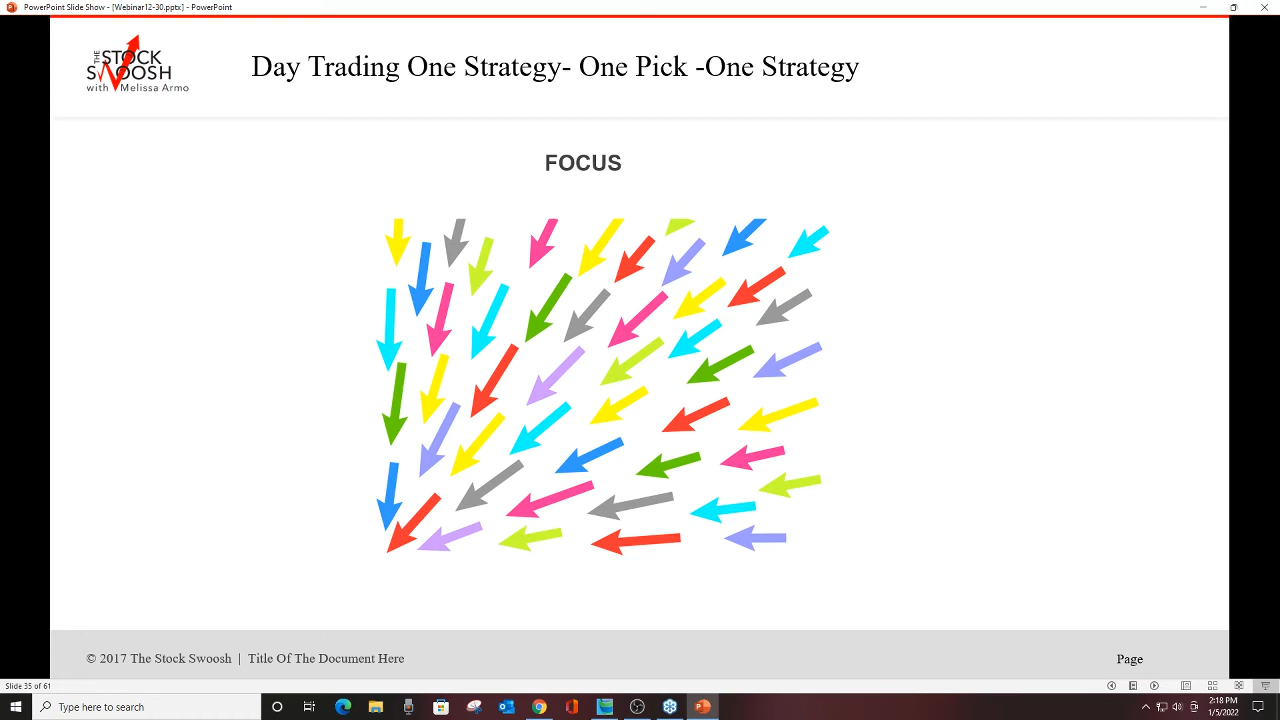 PowerPoint Slide Show - [Webinar12-30.pptx] - PowerPoint
THE STOCK
SWOOSH
with Melissa Armo
Day Trading One Strategy- One Pick -One Strategy
FOCUS
© 2017 The Stock Swoosh | Title Of The Document Here
Page
Slide 35 of 61
Type here to search
2:18 PM
1/5/2022